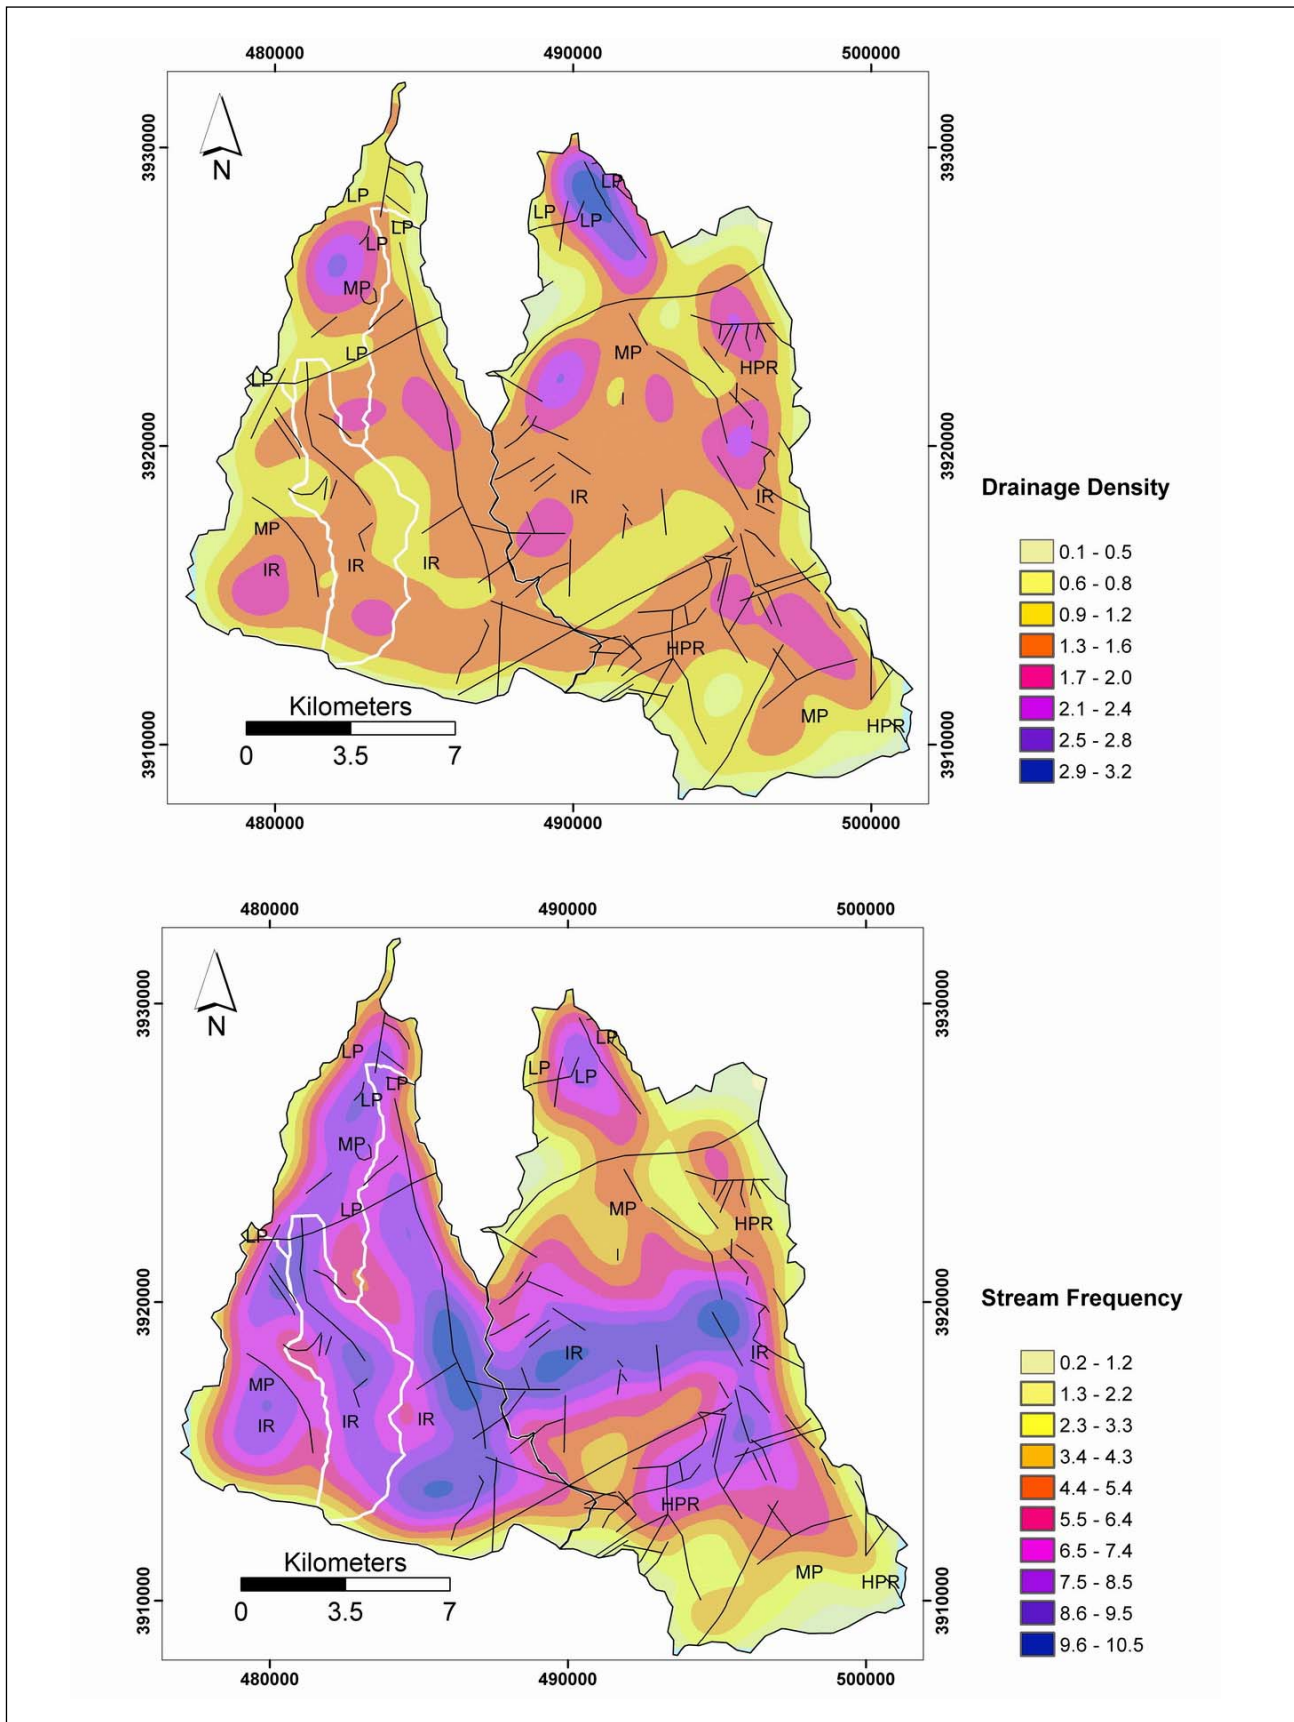 480000 490000 500000
3930000 3930000
N
LP
LP
LP
LP
LP
LP
MP
LP
MP
LP
HPR
3920000 3920000
IR
IR
MP
IR
IR
IR
HPR
MP
HPR
Kilometers
0 3.5 7
3910000 3910000
480000 490000 500000
Drainage Density
0.1 - 0.5
0.6 - 0.8
0.9 - 1.2
1.3 - 1.6
1.7 - 2.0
2.1 - 2.4
2.5 - 2.8
2.9 - 3.2
480000 490000 500000
3930000 3930000
N
LP
LP
LP
LP
LP
LP
MP
LP
MP
LP
HPR
3920000 3920000
IR
IR
MP
IR
IR
IR
HPR
MP
HPR
Kilometers
0 3.5 7
3910000 3910000
480000 490000 500000
Stream Frequency
0.2 - 1.2
1.3 - 2.2
2.3 - 3.3
3.4 - 4.3
4.4 - 5.4
5.5 - 6.4
6.5 - 7.4
7.5 - 8.5
8.6 - 9.5
9.6 - 10.5